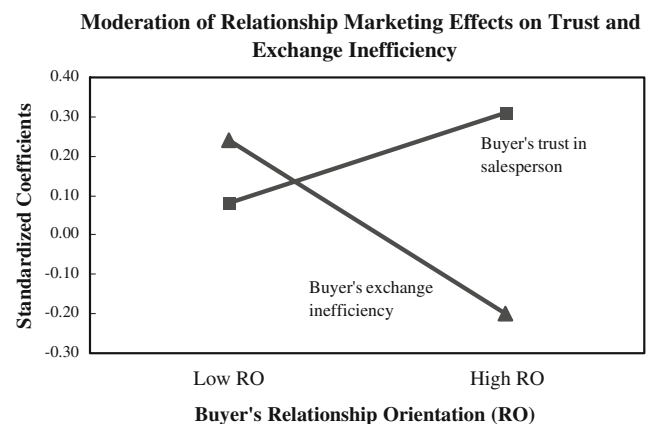 Moderation of Relationship Marketing Effects on Trust and
Exchange Inefficiency
Standardized Coefficients
0.40
0.30
0.20
0.10
0.00
-0.10
-0.20
-0.30
Buyer's trust in
salesperson
Buyer's exchange
inefficiency
Low RO
High RO
Buyer's Relationship Orientation (RO)